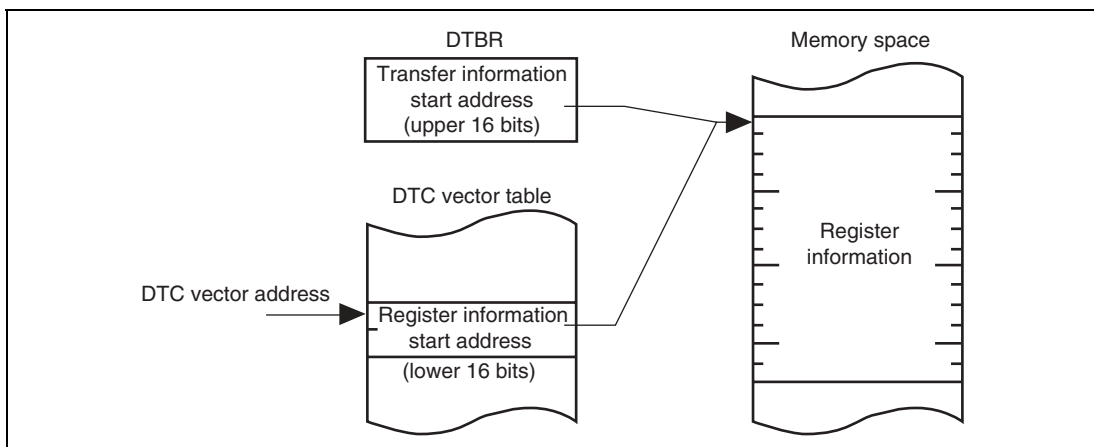 DTBR
Transfer information
start address
(upper 16 bits)
Memory space
DTC vector table
DTC vector address
Register information
start address
(lower 16 bits)
Register
information